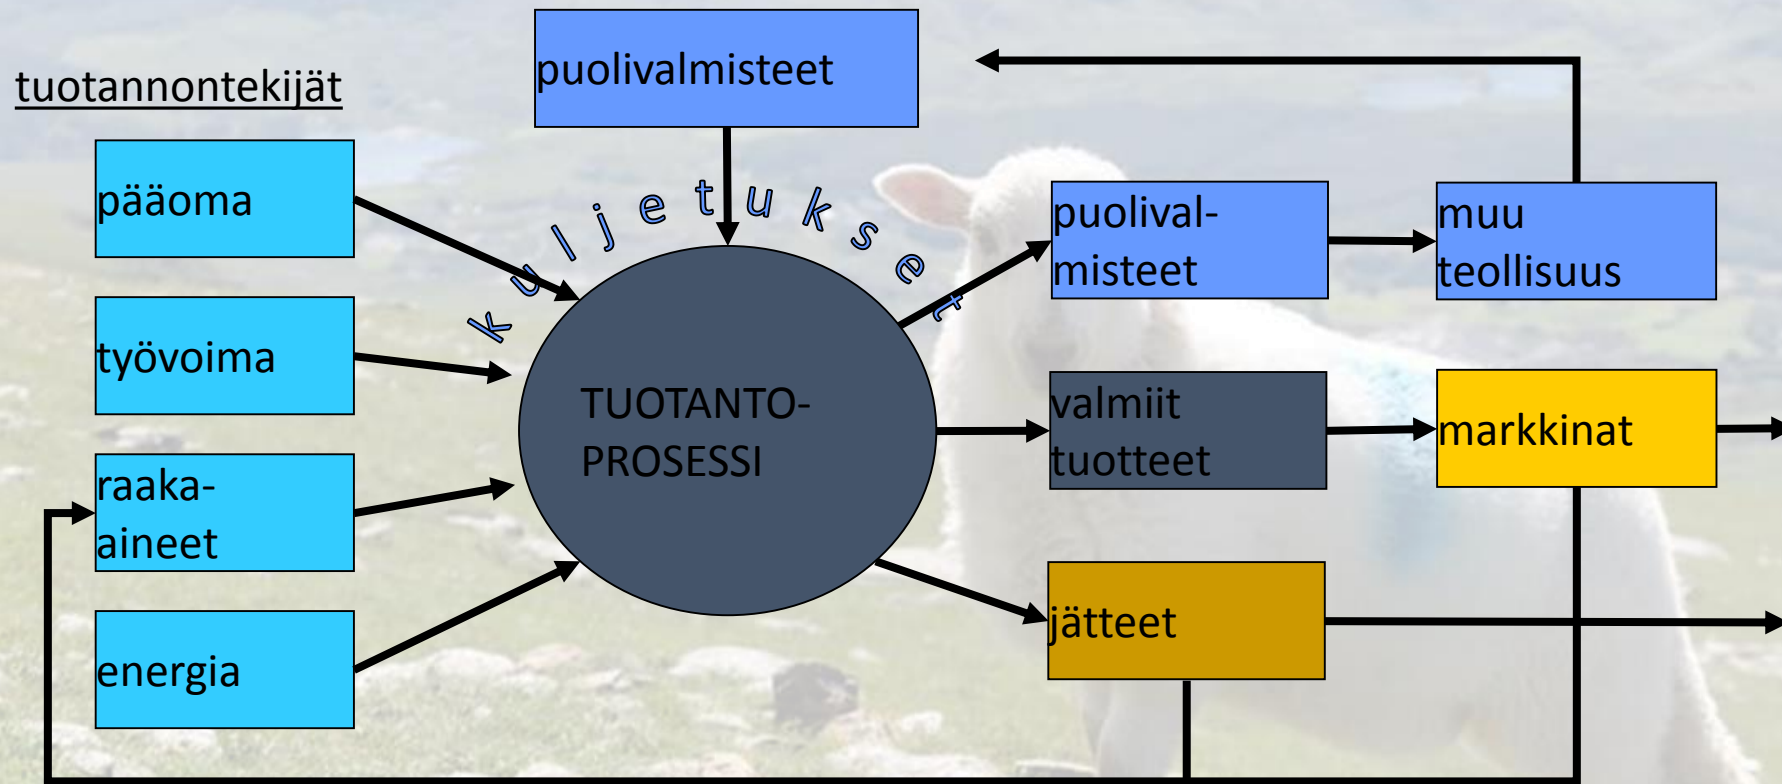 tuotannontekijät
puolivalmisteet
pääoma
työvoima
raaka-
aineet
energia
kuljetukset
TUOTANTO-
PROSESSI
puolival-
misteet
muu
teollisuus
valmiit
tuotteet
markkinat
jätteet